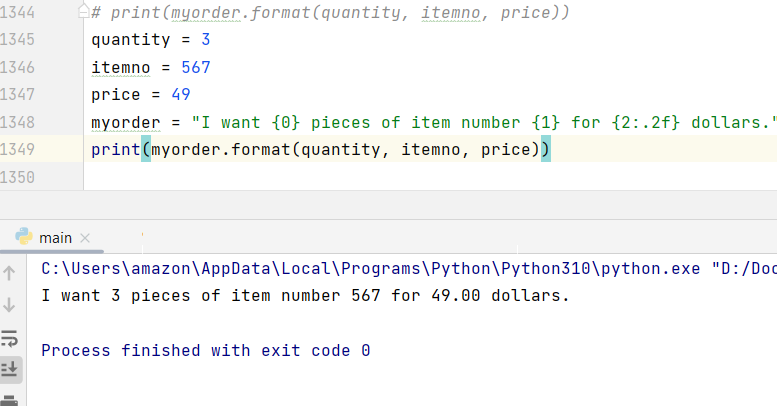 1344 # print(myorder.format(quantity, itemno, price))
1345 quantity = 3
1346 itemno = 567
1347 price = 49
1348 myorder = "I want {0} pieces of item number {1} for {2:.2f} dollars."
1349 print(myorder.format(quantity, itemno, price))
1350
main
C:\Users\amazon\AppData\Local\Programs\Python\Python310\python.exe "D:/Doc
I want 3 pieces of item number 567 for 49.00 dollars.
Process finished with exit code 0